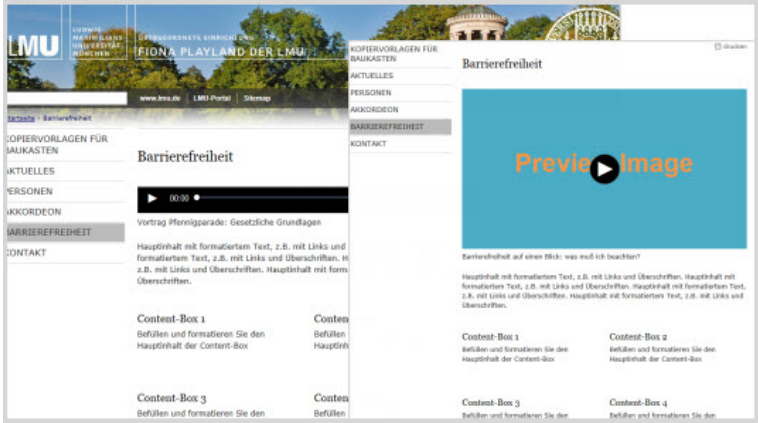 LMU
LUDWIG
MAXIMILIANS
UNIVERSITÄT
MÜNCHEN
ÜBERGEORDNETE EINRICHTUNG
FIONA PLAYLAND DER LMU
www.lmu.de
LMU-Portal
Sitemap
Startseite › Barrierefreiheit
KOPIERVORLAGEN FÜR
BAUKASTEN
AKTUELLES
PERSONEN
AKKORDEON
BARRIEREFREIHEIT
KONTAKT
Barrierefreiheit
00:00
Vortrag Pfennigparade: Gesetzliche Grundlagen
Hauptinhalt mit formatiertem Text, z.B. mit Links und
formatiertem Text, z.B. mit Links und Überschriften. H
z.B. mit Links und Überschriften. Hauptinhalt mit form
Überschriften.
Content-Box 1
Befüllen und formatieren Sie den
Hauptinhalt der Content-Box
Conten
Befüllen
Hauptinh
Content-Box 3
Befüllen und formatieren Sie den
Conten
Befüllen
KOPIERVORLAGEN FÜR
BAUKASTEN
AKTUELLES
PERSONEN
AKKORDEON
BARRIEREFREIHEIT
KONTAKT
drucken
Barrierefreiheit
Preview Image
Barrierefreiheit auf einen Blick: was muß ich beachten?
Hauptinhalt mit formatiertem Text, z.B. mit Links und Überschriften. Hauptinhalt mit
formatiertem Text, z.B. mit Links und Überschriften. Hauptinhalt mit formatiertem Text,
z.B. mit Links und Überschriften. Hauptinhalt mit formatiertem Text, z.B. mit Links und
Überschriften.
Content-Box 1
Befüllen und formatieren Sie den
Hauptinhalt der Content-Box
Content-Box 2
Befüllen und formatieren Sie den
Hauptinhalt der Content-Box
Content-Box 3
Befüllen und formatieren Sie den
Content-Box 4
Befüllen und formatieren Sie den